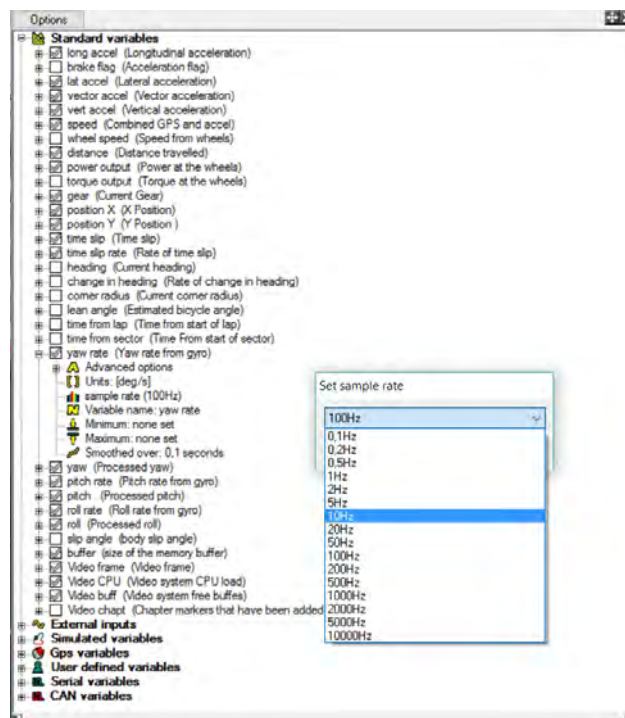 Options
Standard variables
long accel (Longitudinal acceleration)
brake flag (Acceleration flag)
lat accel (Lateral acceleration)
vector accel (Vector acceleration)
vert accel (Vertical acceleration)
speed (Combined GPS and accel)
wheel speed (Speed from wheels)
distance (Distance travelled)
power output (Power at the wheels)
torque output (Torque at the wheels)
gear (Current Gear)
position X (X Position)
position Y (Y Position )
time slip (Time slip)
time slip rate (Rate of time slip)
heading (Current heading)
change in heading (Rate of change in heading)
corner radius (Current corner radius)
lean angle (Estimated bicycle angle)
time from lap (Time from start of lap)
time from sector (Time From start of sector)
yaw rate (Yaw rate from gyro)
Advanced options
Units: [deg/s]
sample rate (100Hz)
Variable name: yaw rate
Minimum: none set
Maximum: none set
Smoothed over: 0,1 seconds
yaw (Processed yaw)
pitch rate (Pitch rate from gyro)
pitch (Processed pitch)
roll rate (Roll rate from gyro)
roll (Processed roll)
slip angle (body slip angle)
buffer (size of the memory buffer)
Video frame (Video frame)
Video CPU (Video system CPU load)
Video buff (Video system free buffes)
Video chapt (Chapter markers that have been added
External inputs
Simulated variables
Gps variables
User defined variables
Serial variables
CAN variables
Set sample rate
100Hz
0,1Hz
0,2Hz
0,5Hz
1Hz
2Hz
5Hz
10Hz
20Hz
50Hz
100Hz
200Hz
500Hz
1000Hz
2000Hz
5000Hz
10000Hz